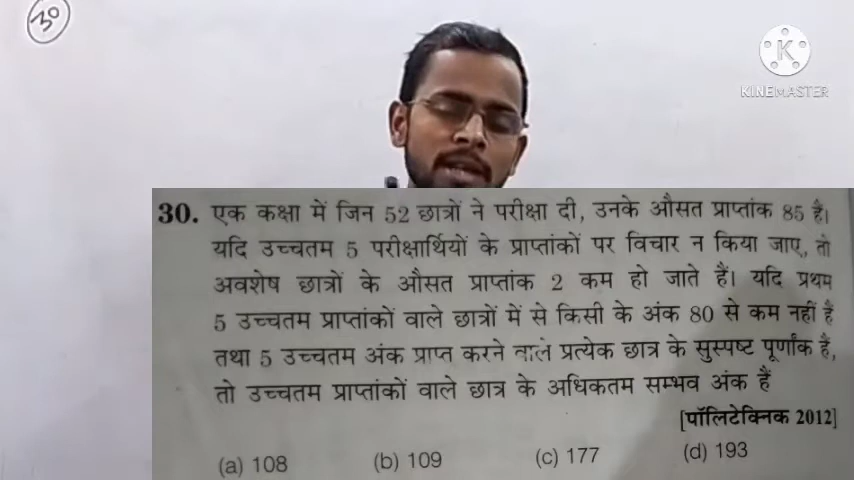 30
KINEMASTER
30. एक कक्षा में जिन 52 छात्रों ने परीक्षा दी, उनके औसत प्राप्तांक 85 है।
यदि उच्चतम 5 परीक्षार्थियों के प्राप्तांकों पर विचार न किया जाए, तो
अवशेष छात्रों के औसत प्राप्तांक 2 कम हो जाते हैं। यदि प्रथम
5 उच्चतम प्राप्तांकों वाले छात्रों में से किसी के अंक 80 से कम नहीं हैं
तथा 5 उच्चतम अंक प्राप्त करने वाले प्रत्येक छात्र के सुस्पष्ट पूर्णांक है,
तो उच्चतम प्राप्तांकों वाले छात्र के अधिकतम सम्भव अंक हैं
[पॉलिटेक्निक 2012]
(a) 108 (b) 109 (c) 177 (d) 193